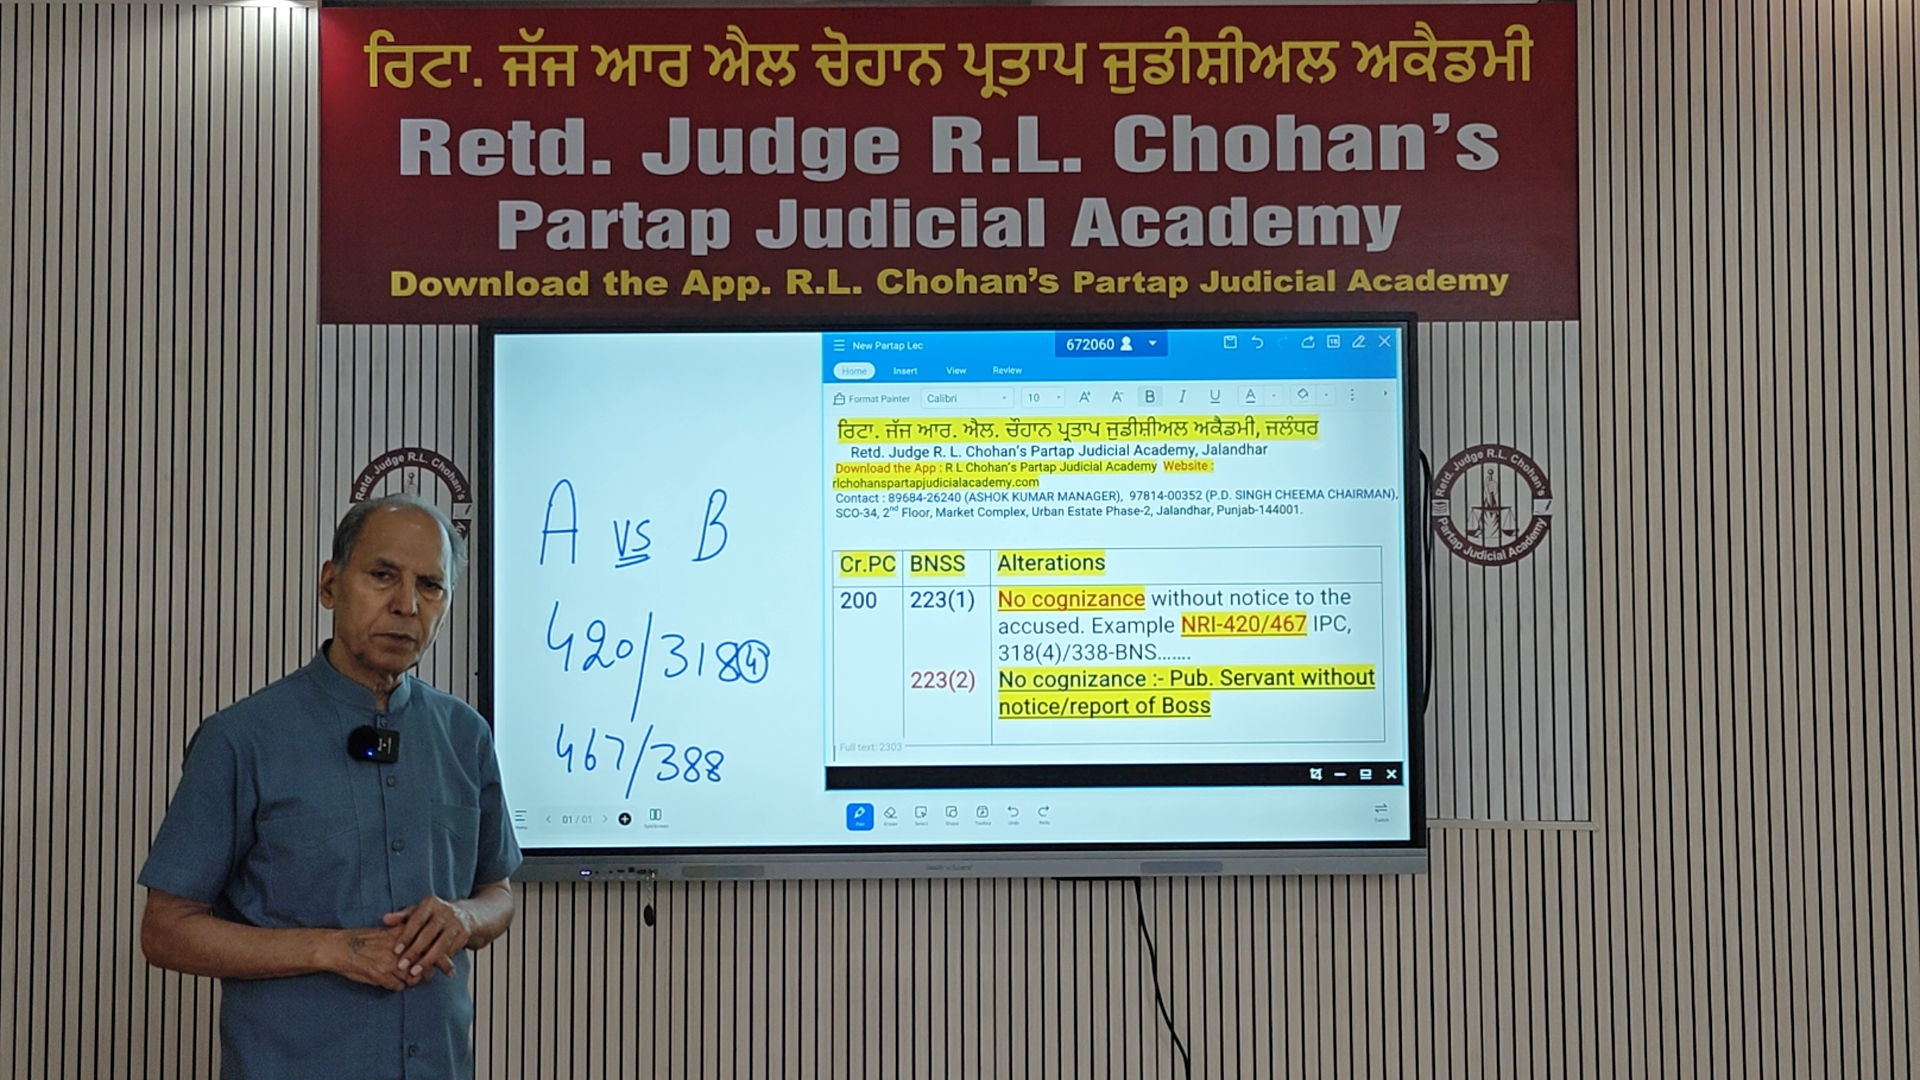 ਰਿਟਾ. ਜੱਜ ਆਰ ਐਲ ਚੋਹਾਨ ਪ੍ਰਤਾਪ ਜੁਡੀਸ਼ੀਅਲ ਅਕੈਡਮੀ
Retd. Judge R.L. Chohan's
Partap Judicial Academy
Download the App. R.L. Chohan's Partap Judicial Academy
Retd. Judge R.L. Chohan's
Retd. Judge R.L. Chohan's
Partap Judicial Academy
A vs B
420/318(4)
467/388
01/01
New Partap Lec
672060
Home Insert View Review
Format Painter Calibri 10 A+ A- B I U A
ਰਿਟਾ. ਜੱਜ ਆਰ. ਐਲ. ਚੌਹਾਨ ਪ੍ਰਤਾਪ ਜੁਡੀਸ਼ੀਅਲ ਅਕੈਡਮੀ, ਜਲੰਧਰ
Retd. Judge R. L. Chohan's Partap Judicial Academy, Jalandhar
Download the App : R L Chohan's Partap Judicial Academy Website :
rlchohanspartapjudicialacademy.com
Contact : 89684-26240 (ASHOK KUMAR MANAGER), 97814-00352 (P.D. SINGH CHEEMA CHAIRMAN),
SCO-34, 2nd Floor, Market Complex, Urban Estate Phase-2, Jalandhar, Punjab-144001.
Cr.PC BNSS Alterations
200 223(1) No cognizance without notice to the
accused. Example NRI-420/467 IPC,
318(4)/338-BNS.......
223(2) No cognizance :- Pub. Servant without
notice/report of Boss
Full text: 2303